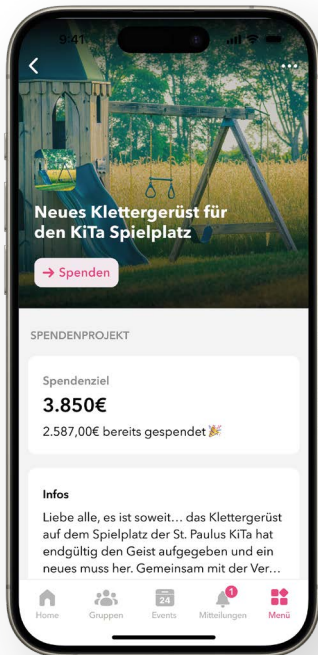 9:41
Neues Klettergerüst für
den KiTa Spielplatz
→ Spenden
SPENDENPROJEKT
Spendenziel
3.850€
2.587,00€ bereits gespendet 🎉
Infos
Liebe alle, es ist soweit... das Klettergerüst
auf dem Spielplatz der St. Paulus KiTa hat
endgültig den Geist aufgegeben und ein
neues muss her. Gemeinsam mit der Ver...
24
1
Home Gruppen Events Mitteilungen Menü